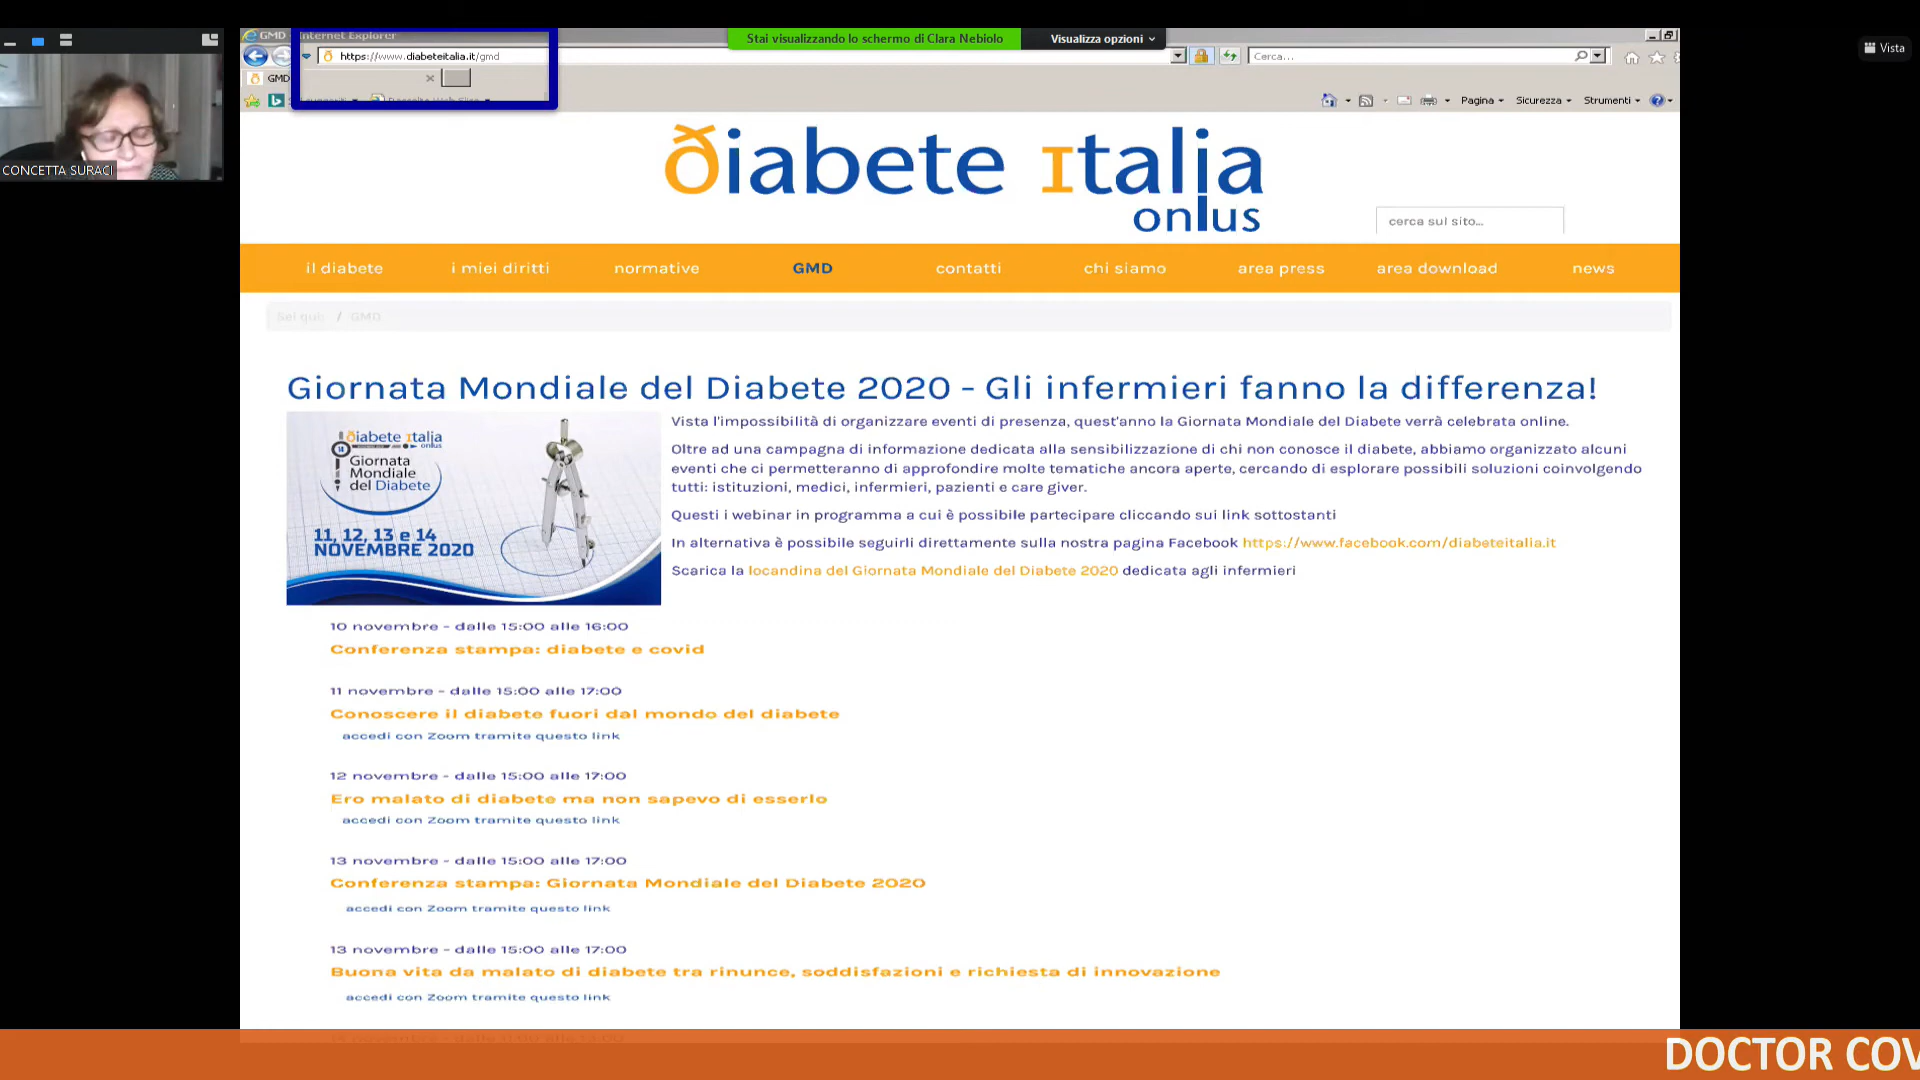 GMD - Internet Explorer
Stai visualizzando lo schermo di Clara Nebiolo
Visualizza opzioni
Vista
https://www.diabeteitalia.it/gmd
Cerca...
GMD
Pagina
Sicurezza
Strumenti
CONCETTA SURACI
diabete italia
onlus
cerca sul sito...
il diabete
i miei diritti
normative
GMD
contatti
chi siamo
area press
area download
news
Sei qui: / GMD
Giornata Mondiale del Diabete 2020 - Gli infermieri fanno la differenza!
diabete italia
onlus
Giornata
Mondiale
del Diabete
11, 12, 13 e 14
NOVEMBRE 2020
Vista l'impossibilità di organizzare eventi di presenza, quest'anno la Giornata Mondiale del Diabete verrà celebrata online.
Oltre ad una campagna di informazione dedicata alla sensibilizzazione di chi non conosce il diabete, abbiamo organizzato alcuni
eventi che ci permetteranno di approfondire molte tematiche ancora aperte, cercando di esplorare possibili soluzioni coinvolgendo
tutti: istituzioni, medici, infermieri, pazienti e care giver.
Questi i webinar in programma a cui è possibile partecipare cliccando sui link sottostanti
In alternativa è possibile seguirli direttamente sulla nostra pagina Facebook https://www.facebook.com/diabeteitalia.it
Scarica la locandina del Giornata Mondiale del Diabete 2020 dedicata agli infermieri
10 novembre - dalle 15:00 alle 16:00
Conferenza stampa: diabete e covid
11 novembre - dalle 15:00 alle 17:00
Conoscere il diabete fuori dal mondo del diabete
accedi con Zoom tramite questo link
12 novembre - dalle 15:00 alle 17:00
Ero malato di diabete ma non sapevo di esserlo
accedi con Zoom tramite questo link
13 novembre - dalle 15:00 alle 17:00
Conferenza stampa: Giornata Mondiale del Diabete 2020
accedi con Zoom tramite questo link
13 novembre - dalle 15:00 alle 17:00
Buona vita da malato di diabete tra rinunce, soddisfazioni e richiesta di innovazione
accedi con Zoom tramite questo link
DOCTOR COV